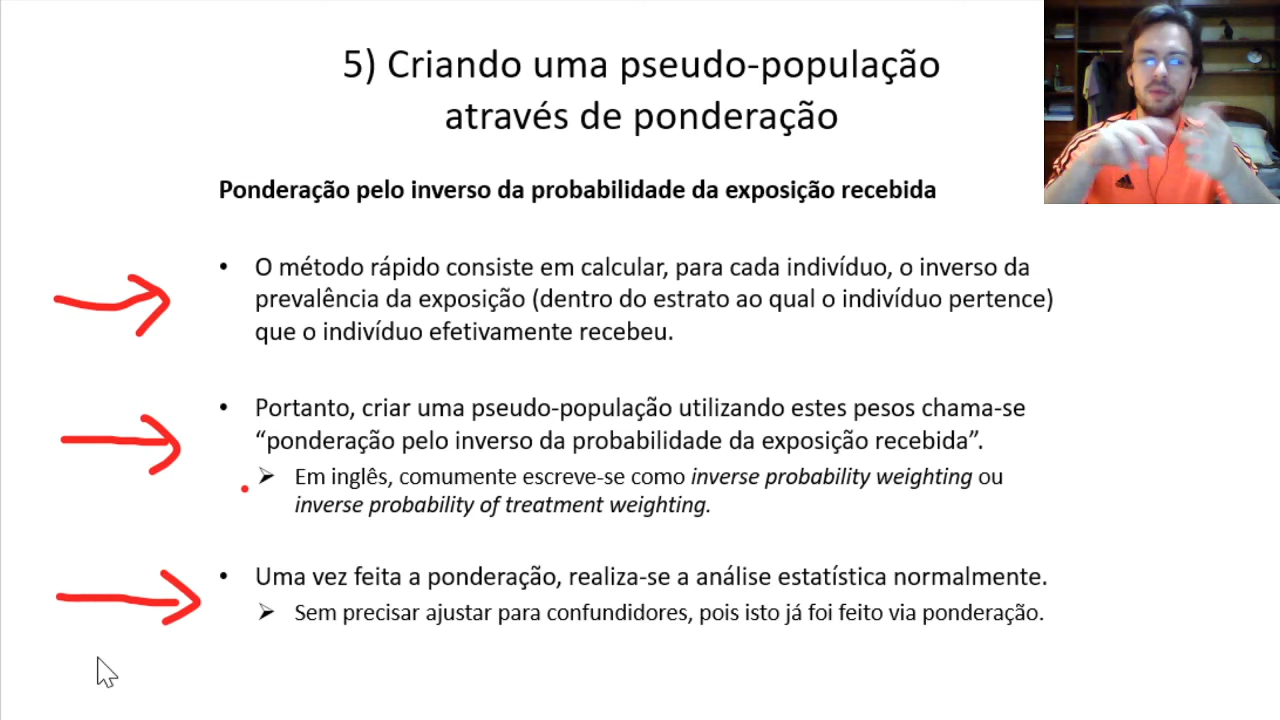 5) Criando uma pseudo-população
através de ponderação
Ponderação pelo inverso da probabilidade da exposição recebida
• O método rápido consiste em calcular, para cada indivíduo, o inverso da
prevalência da exposição (dentro do estrato ao qual o indivíduo pertence)
que o indivíduo efetivamente recebeu.
• Portanto, criar uma pseudo-população utilizando estes pesos chama-se
“ponderação pelo inverso da probabilidade da exposição recebida”.
➢ Em inglês, comumente escreve-se como inverse probability weighting ou
inverse probability of treatment weighting.
• Uma vez feita a ponderação, realiza-se a análise estatística normalmente.
➢ Sem precisar ajustar para confundidores, pois isto já foi feito via ponderação.